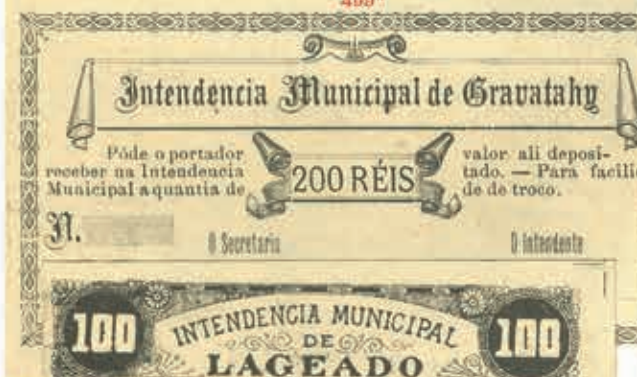 Intendencia Municipal de Gravatahy
Póde o portador
receber na Intendencia
Municipal a quantia de
200 RÉIS
valor ali deposi-
tado. — Para facili
de de troco.
N.
O Secretario
O Intendente
100
INTENDENCIA MUNICIPAL
100
DE
LAGEADO